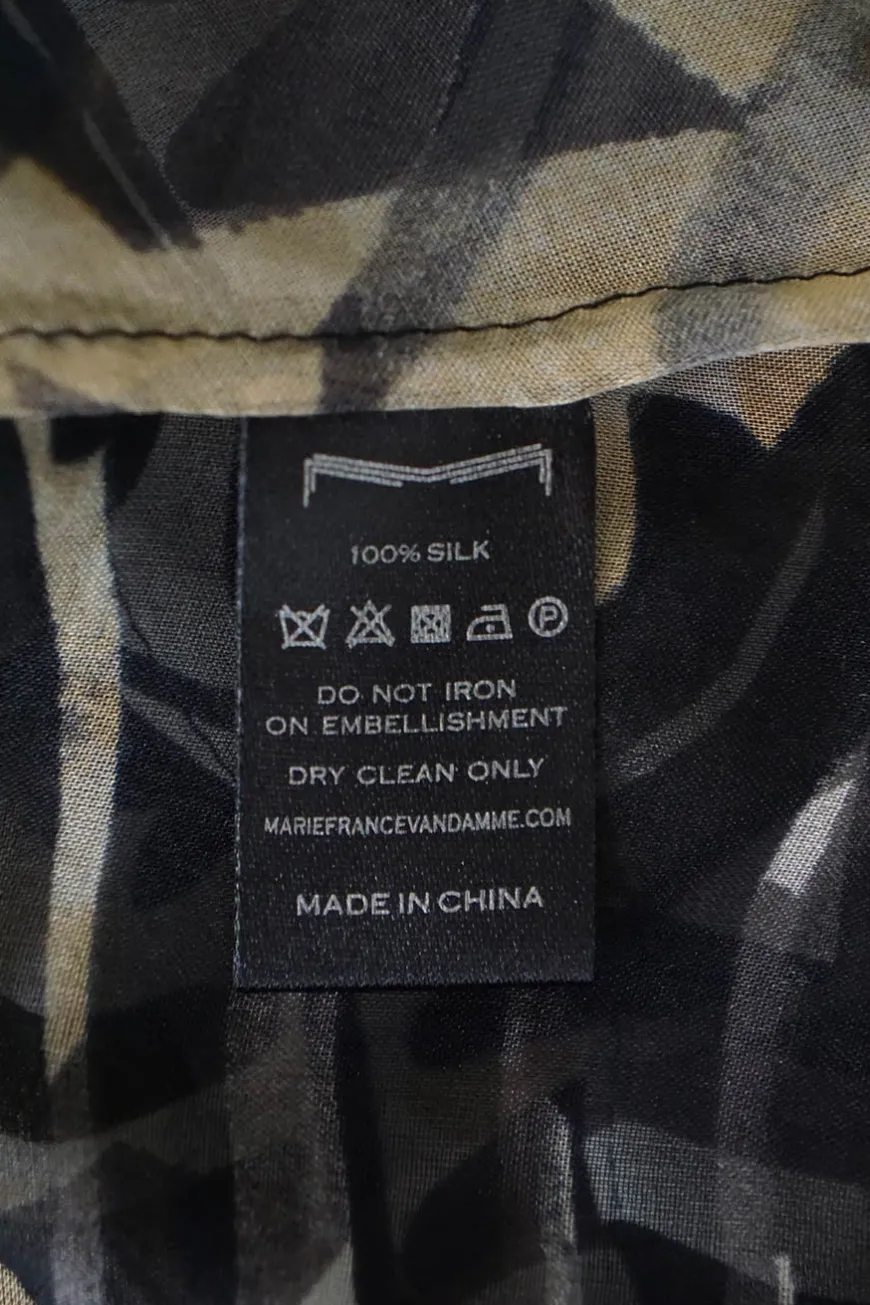 100% SILK
P
DO NOT IRON
ON EMBELLISHMENT
DRY CLEAN ONLY
MARIEFRANCEVANDAMME.COM
MADE IN CHINA